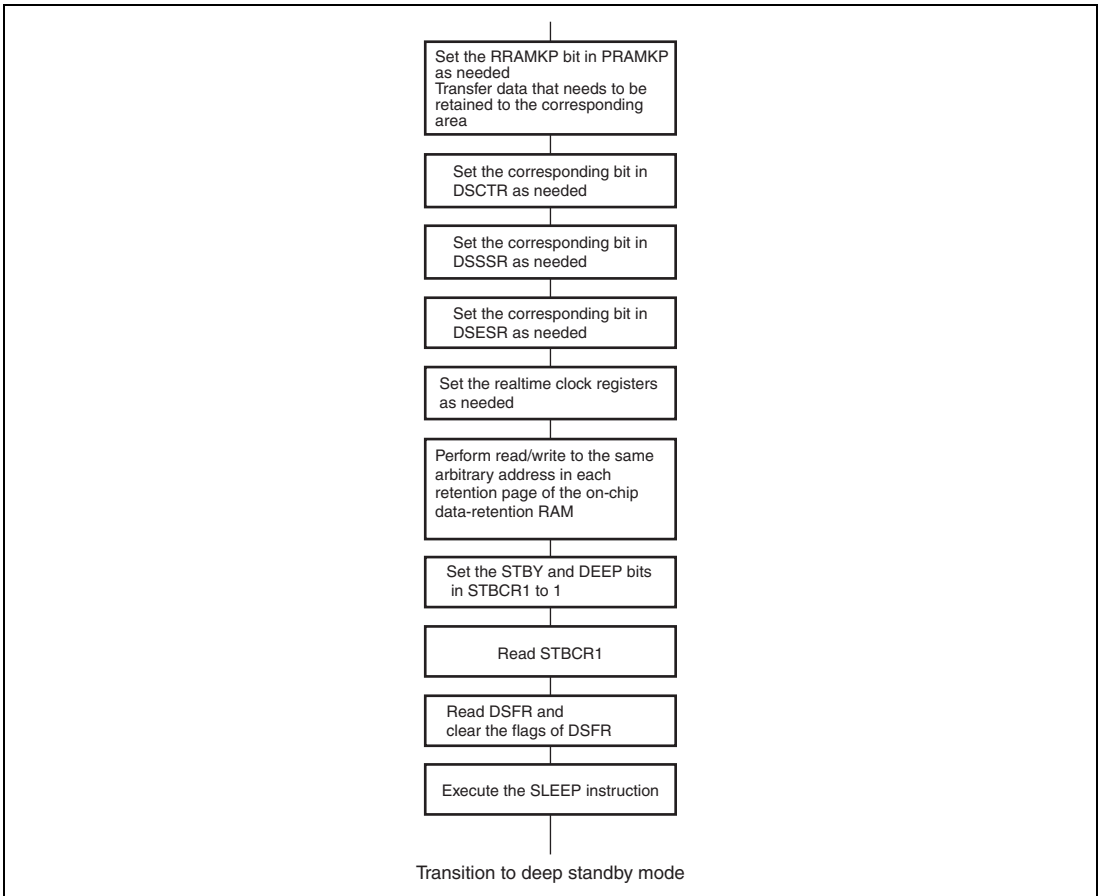 Set the RRAMKP bit in PRAMKP
as needed
Transfer data that needs to be
retained to the corresponding
area
Set the corresponding bit in
DSCTR as needed
Set the corresponding bit in
DSSSR as needed
Set the corresponding bit in
DSESR as needed
Set the realtime clock registers
as needed
Perform read/write to the same
arbitrary address in each
retention page of the on-chip
data-retention RAM
Set the STBY and DEEP bits
in STBCR1 to 1
Read STBCR1
Read DSFR and
clear the flags of DSFR
Execute the SLEEP instruction
Transition to deep standby mode